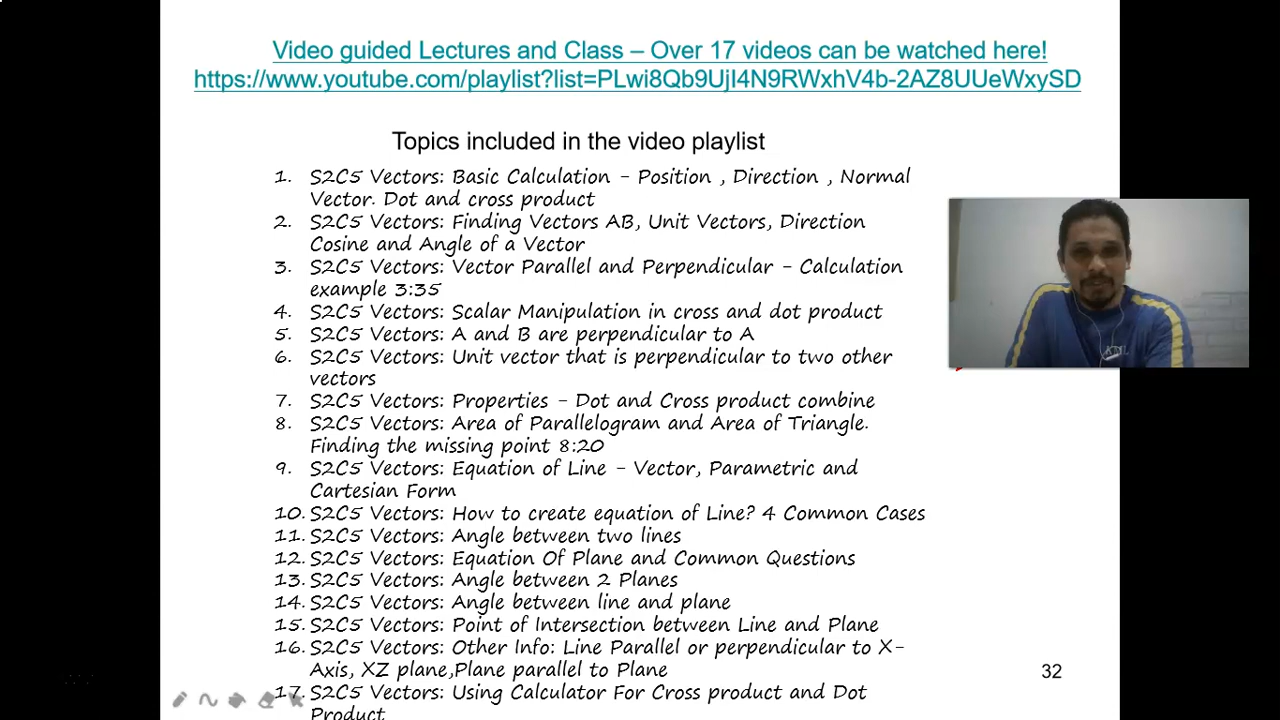 Video guided Lectures and Class – Over 17 videos can be watched here!
https://www.youtube.com/playlist?list=PLwi8Qb9UjI4N9RWxhV4b-2AZ8UUeWxySD
Topics included in the video playlist
1. S2C5 Vectors: Basic Calculation - Position , Direction , Normal
Vector. Dot and cross product
2. S2C5 Vectors: Finding Vectors AB, Unit Vectors, Direction
Cosine and Angle of a Vector
3. S2C5 Vectors: Vector Parallel and Perpendicular - Calculation
example 3:35
4. S2C5 Vectors: Scalar Manipulation in cross and dot product
5. S2C5 Vectors: A and B are perpendicular to A
6. S2C5 Vectors: Unit vector that is perpendicular to two other
vectors
7. S2C5 Vectors: Properties - Dot and Cross product combine
8. S2C5 Vectors: Area of Parallelogram and Area of Triangle.
Finding the missing point 8:20
9. S2C5 Vectors: Equation of Line - Vector, Parametric and
Cartesian Form
10. S2C5 Vectors: How to create equation of Line? 4 Common Cases
11. S2C5 Vectors: Angle between two lines
12. S2C5 Vectors: Equation Of Plane and Common Questions
13. S2C5 Vectors: Angle between 2 Planes
14. S2C5 Vectors: Angle between line and plane
15. S2C5 Vectors: Point of Intersection between Line and Plane
16. S2C5 Vectors: Other Info: Line Parallel or perpendicular to X-
Axis, XZ plane,Plane parallel to Plane
17. S2C5 Vectors: Using Calculator For Cross product and Dot
Product
32